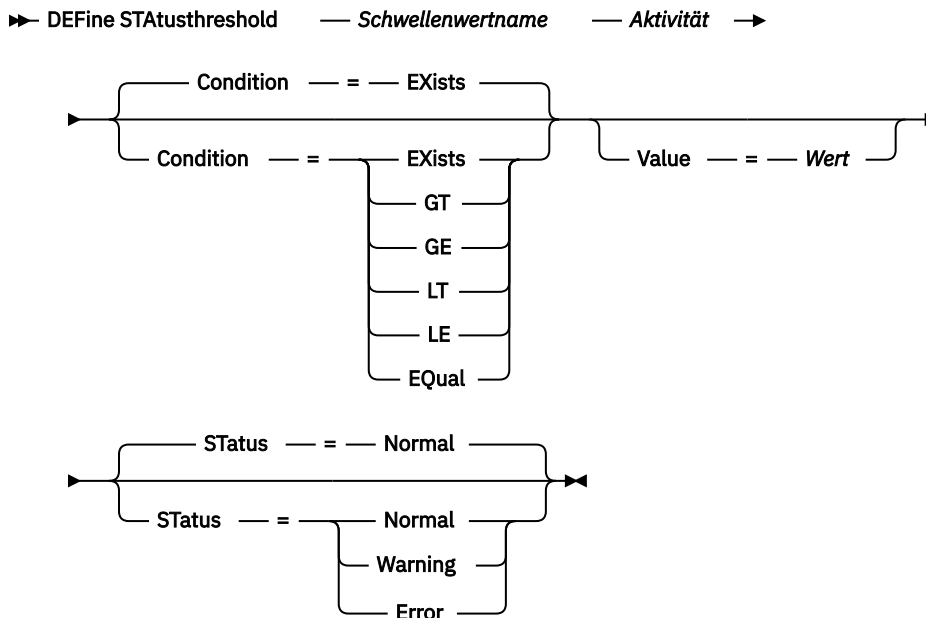 DEFine STAtusthreshold Schwellenwertname Aktivität
Condition = EXists
Condition = EXists
Value = Wert
GT
GE
LT
LE
EQual
STatus = Normal
STatus = Normal
Warning
Error